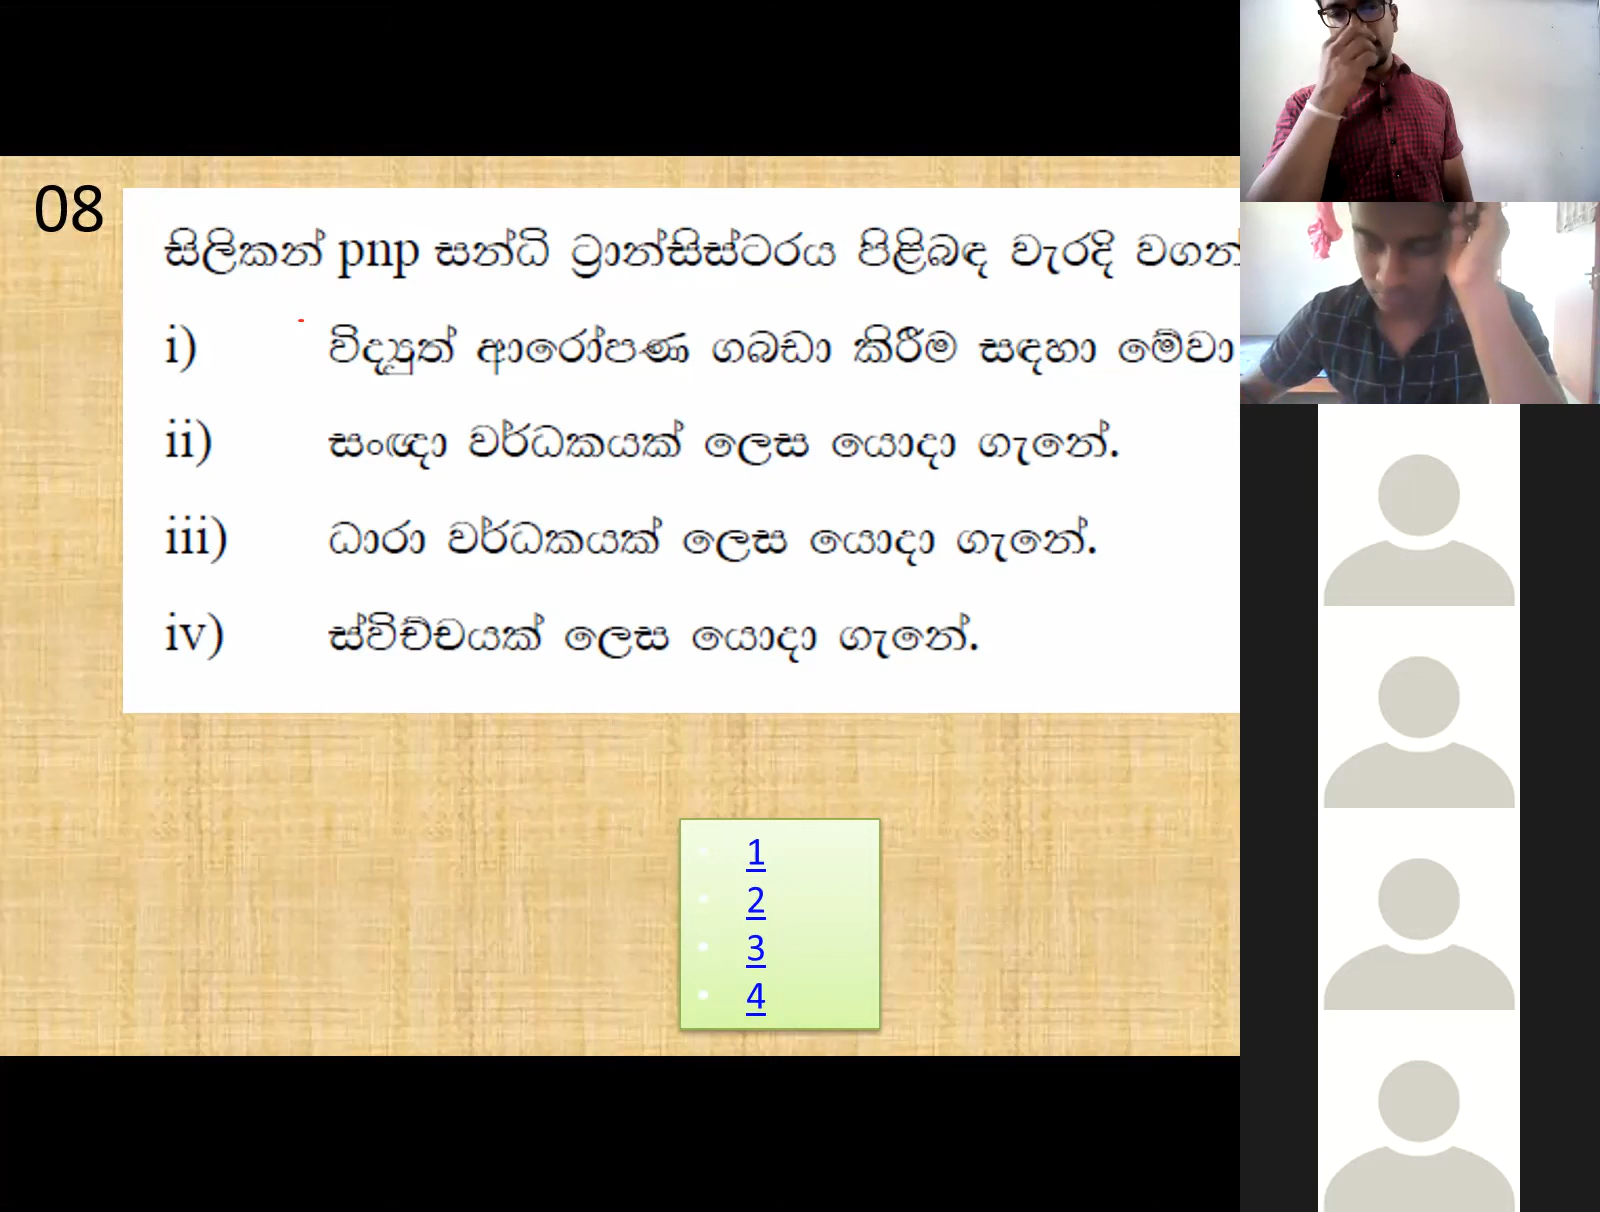 08
සිලිකන් pnp සන්ධි ට්‍රාන්සිස්ටරය පිළිබඳ වැරදි
i) විද්‍යුත් ආරෝපණ ගබඩා කිරීම සඳහා මේවා
ii) සංඥා වර්ධකයක් ලෙස යොදා ගැනේ.
iii) ධාරා වර්ධකයක් ලෙස යොදා ගැනේ.
iv) ස්විච්චයක් ලෙස යොදා ගැනේ.
1
2
3
4